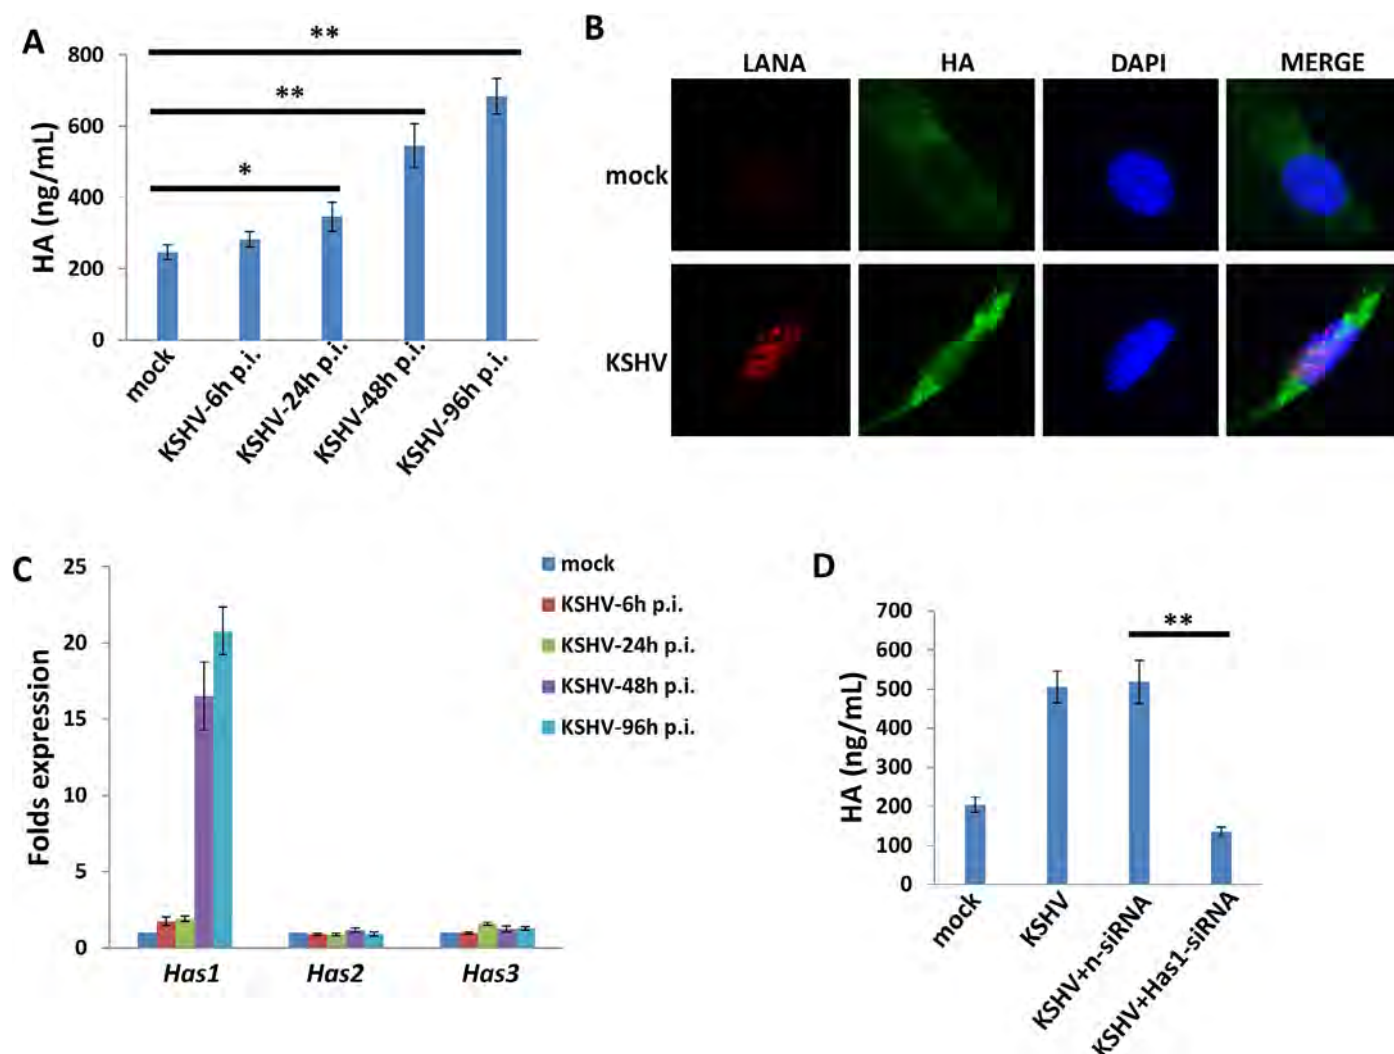 A
**
**
*
800
600
400
200
0
HA (ng/mL)
mock
KSHV-6h p.i.
KSHV-24h p.i.
KSHV-48h p.i.
KSHV-96h p.i.
B
LANA HA DAPI MERGE
mock
KSHV
C
25
20
15
10
5
0
Folds expression
Has1 Has2 Has3
mock
KSHV-6h p.i.
KSHV-24h p.i.
KSHV-48h p.i.
KSHV-96h p.i.
D
**
700
600
500
400
300
200
100
0
HA (ng/mL)
mock
KSHV
KSHV+n-siRNA
KSHV+Has1-siRNA